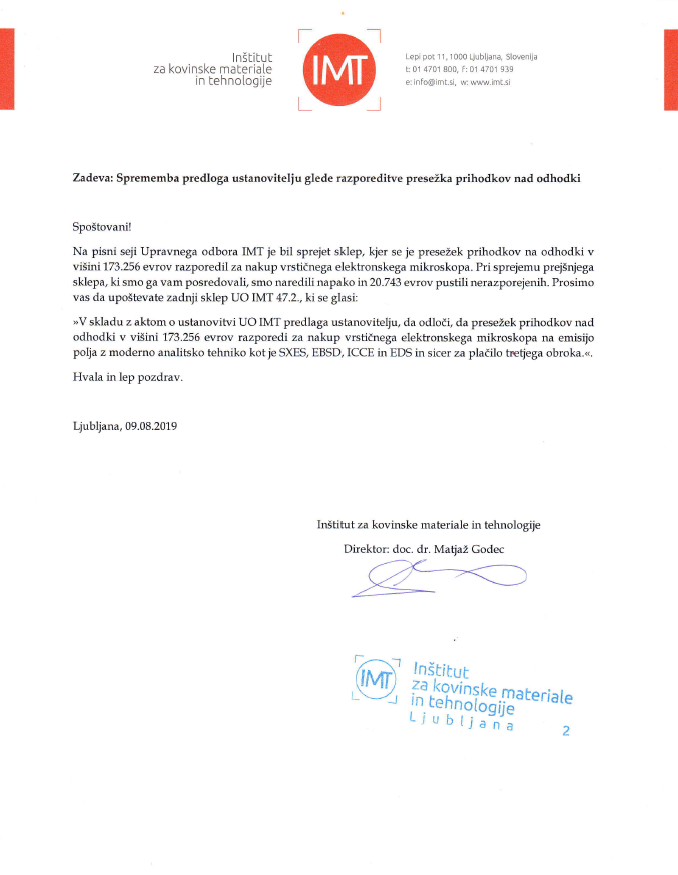 Inštitut
za kovinske materiale
in tehnologije
IMT
Lepi pot 11, 1000 Ljubljana, Slovenija
t: 01 4701 800, f: 01 4701 939
e: info@imt.si, w: www.imt.si
Zadeva: Sprememba predloga ustanovitelju glede razporeditve presežka prihodkov nad odhodki
Spoštovani!
Na pisni seji Upravnega odbora IMT je bil sprejet sklep, kjer se je presežek prihodkov na odhodki v
višini 173.256 evrov razporedil za nakup vrstičnega elektronskega mikroskopa. Pri sprejemu prejšnjega
sklepa, ki smo ga vam posredovali, smo naredili napako in 20.743 evrov pustili nerazporejenih. Prosimo
vas da upoštevate zadnji sklep UO IMT 47.2., ki se glasi:
»V skladu z aktom o ustanovitvi UO IMT predlaga ustanovitelju, da odloči, da presežek prihodkov nad
odhodki v višini 173.256 evrov razporedi za nakup vrstičnega elektronskega mikroskopa na emisijo
polja z moderno analitsko tehniko kot je SXES, EBSD, ICCE in EDS in sicer za plačilo tretjega obroka.«.
Hvala in lep pozdrav.
Ljubljana, 09.08.2019
Inštitut za kovinske materiale in tehnologije
Direktor: doc. dr. Matjaž Godec
IMT
Inštitut
za kovinske materiale
in tehnologije
Ljubljana 2